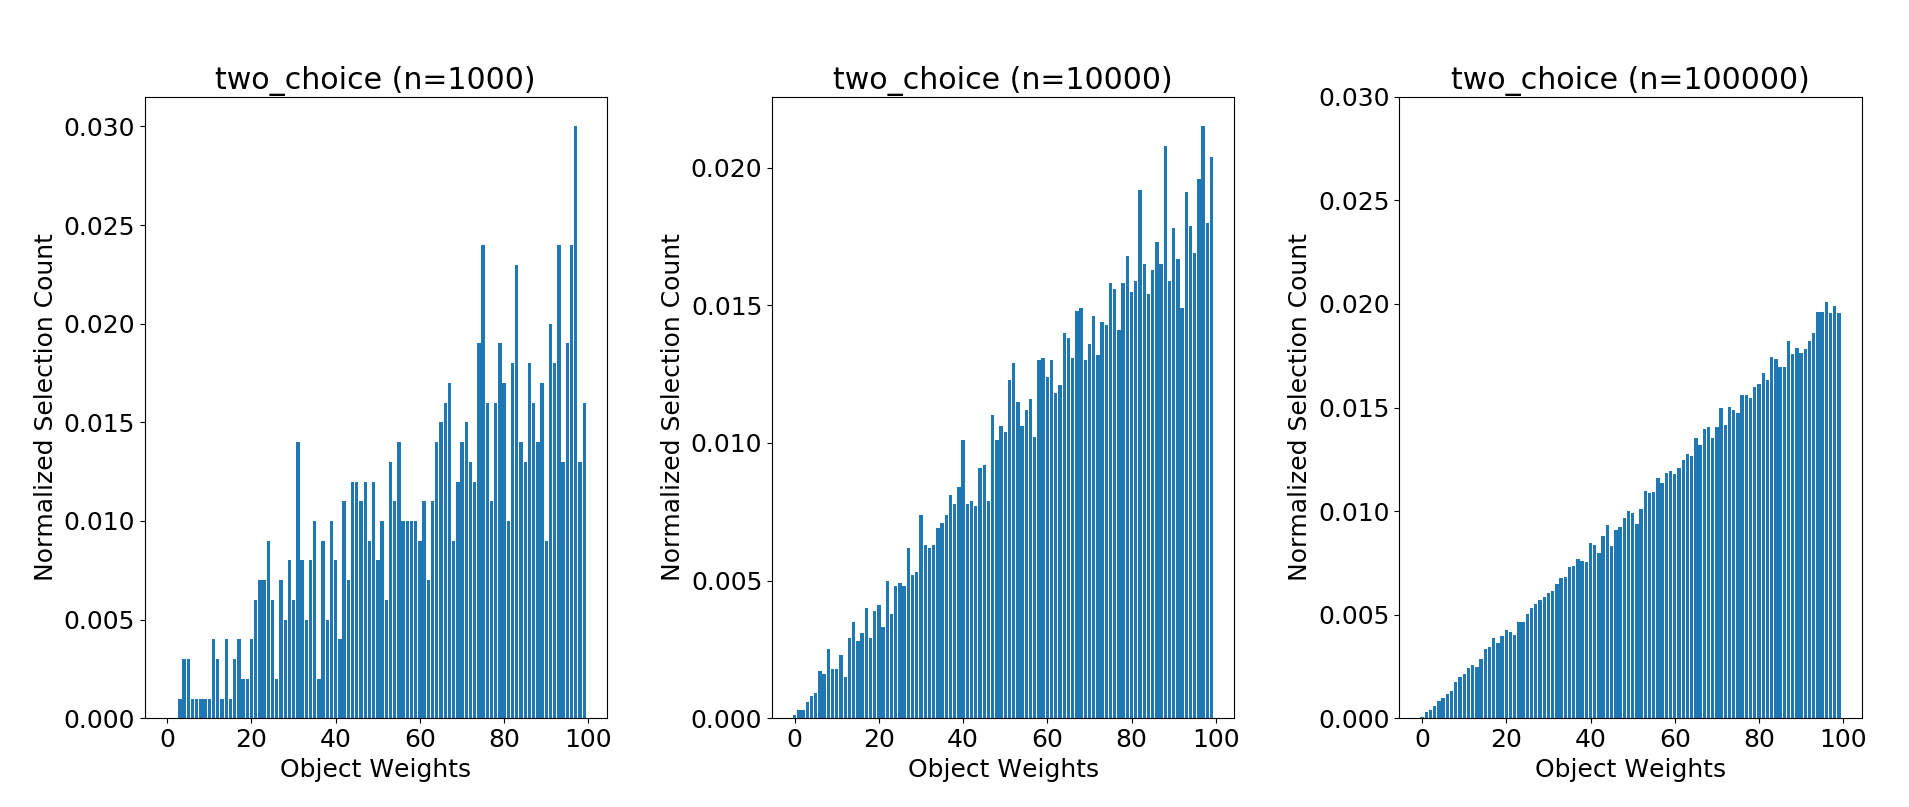 two_choice (n=1000)
0.030
0.025
0.020
0.015
0.010
0.005
0.000
Normalized Selection Count
0 20 40 60 80 100
Object Weights
two_choice (n=10000)
0.020
0.015
0.010
0.005
0.000
Normalized Selection Count
0 20 40 60 80 100
Object Weights
two_choice (n=100000)
0.030
0.025
0.020
0.015
0.010
0.005
0.000
Normalized Selection Count
0 20 40 60 80 100
Object Weights